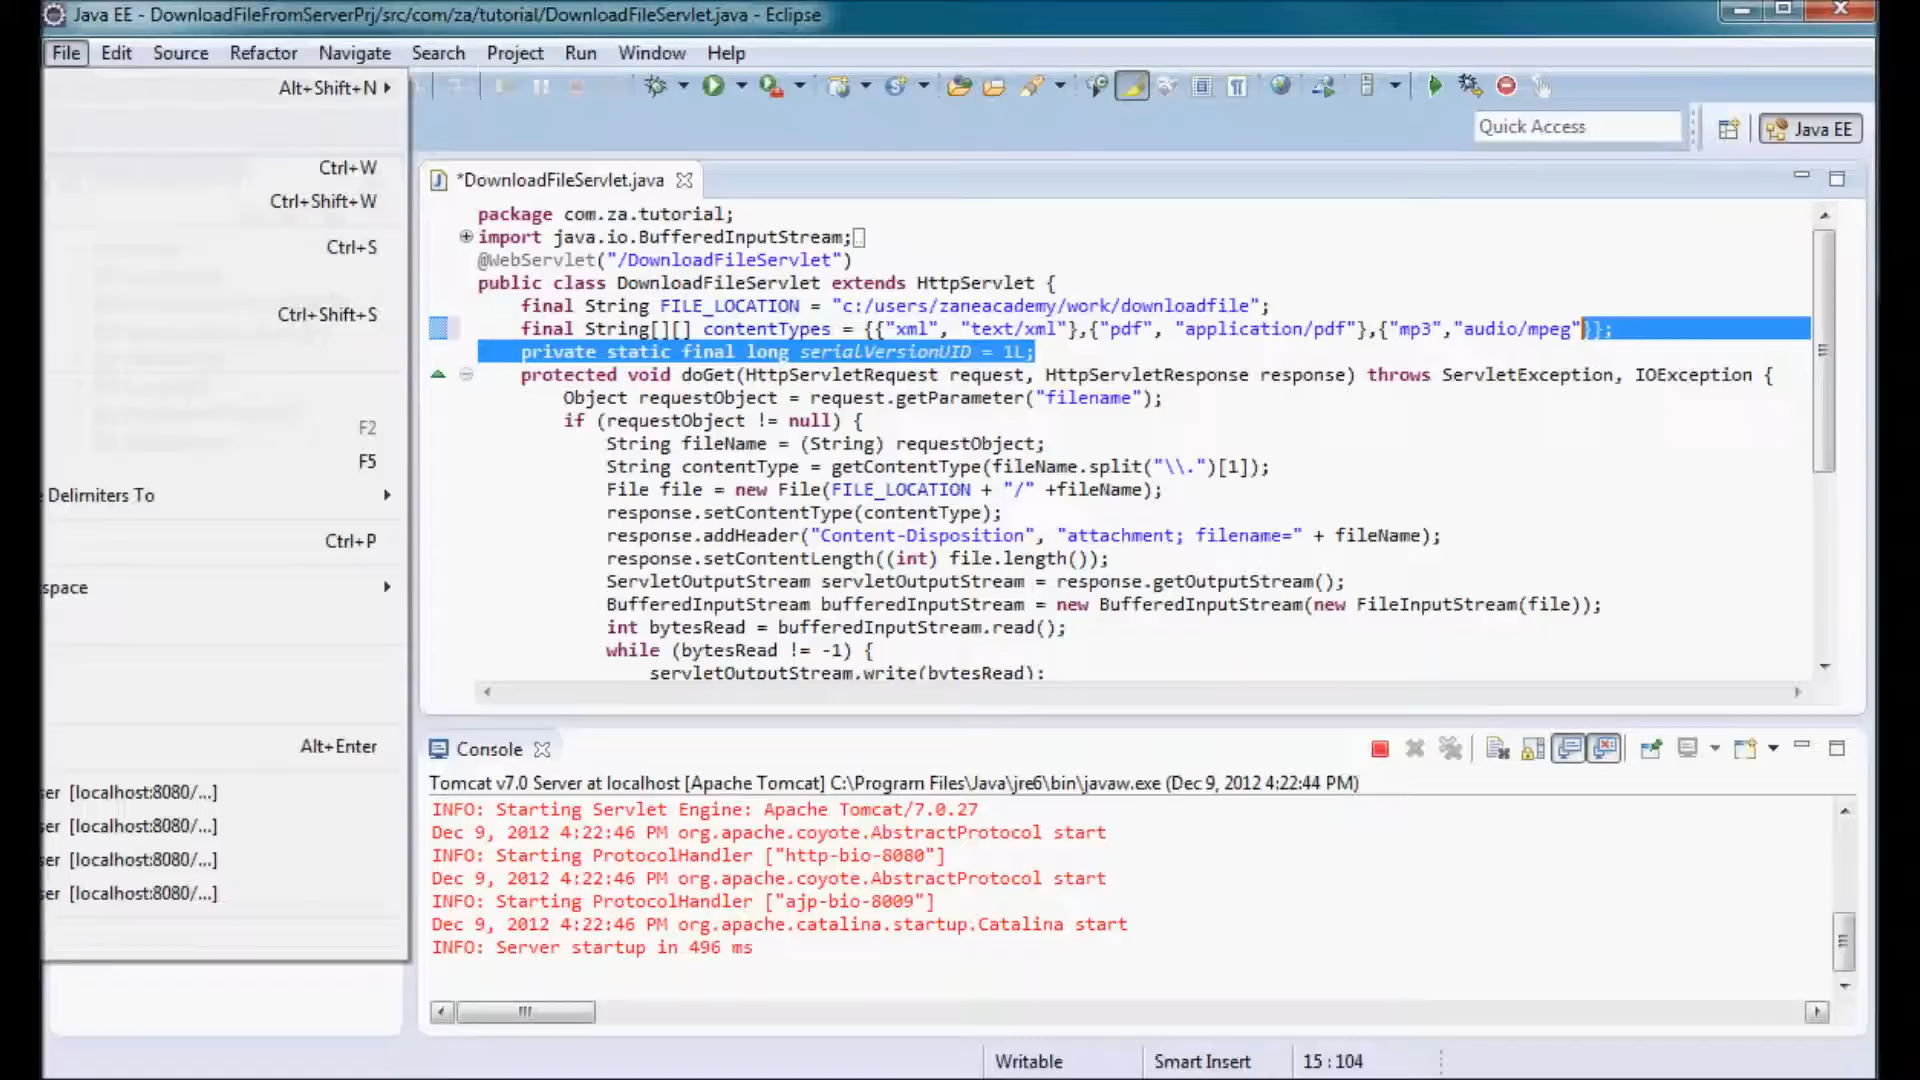 Java EE - DownloadFileFromServerPrj/src/com/za/tutorial/DownloadFileServlet.java - Eclipse
File Edit Source Refactor Navigate Search Project Run Window Help
Alt+Shift+N
Ctrl+W
Ctrl+Shift+W
Ctrl+S
Ctrl+Shift+S
F2
F5
Delimiters To
Ctrl+P
space
Alt+Enter
ser [localhost:8080/...]
ser [localhost:8080/...]
ser [localhost:8080/...]
ser [localhost:8080/...]
Quick Access
Java EE
*DownloadFileServlet.java
package com.za.tutorial;
import java.io.BufferedInputStream;
@WebServlet("/DownloadFileServlet")
public class DownloadFileServlet extends HttpServlet {
final String FILE_LOCATION = "c:/users/zaneacademy/work/downloadfile";
final String[][] contentTypes = {{"xml", "text/xml"},{"pdf", "application/pdf"},{"mp3","audio/mpeg"}};
private static final long serialVersionUID = 1L;
protected void doGet(HttpServletRequest request, HttpServletResponse response) throws ServletException, IOException {
Object requestObject = request.getParameter("filename");
if (requestObject != null) {
String fileName = (String) requestObject;
String contentType = getContentType(fileName.split("\\.")[1]);
File file = new File(FILE_LOCATION + "/" +fileName);
response.setContentType(contentType);
response.addHeader("Content-Disposition", "attachment; filename=" + fileName);
response.setContentLength((int) file.length());
ServletOutputStream servletOutputStream = response.getOutputStream();
BufferedInputStream bufferedInputStream = new BufferedInputStream(new FileInputStream(file));
int bytesRead = bufferedInputStream.read();
while (bytesRead != -1) {
servletOutputStream.write(bytesRead);
Console
Tomcat v7.0 Server at localhost [Apache Tomcat] C:\Program Files\Java\jre6\bin\javaw.exe (Dec 9, 2012 4:22:44 PM)
INFO: Starting Servlet Engine: Apache Tomcat/7.0.27
Dec 9, 2012 4:22:46 PM org.apache.coyote.AbstractProtocol start
INFO: Starting ProtocolHandler ["http-bio-8080"]
Dec 9, 2012 4:22:46 PM org.apache.coyote.AbstractProtocol start
INFO: Starting ProtocolHandler ["ajp-bio-8009"]
Dec 9, 2012 4:22:46 PM org.apache.catalina.startup.Catalina start
INFO: Server startup in 496 ms
Writable
Smart Insert
15 : 104